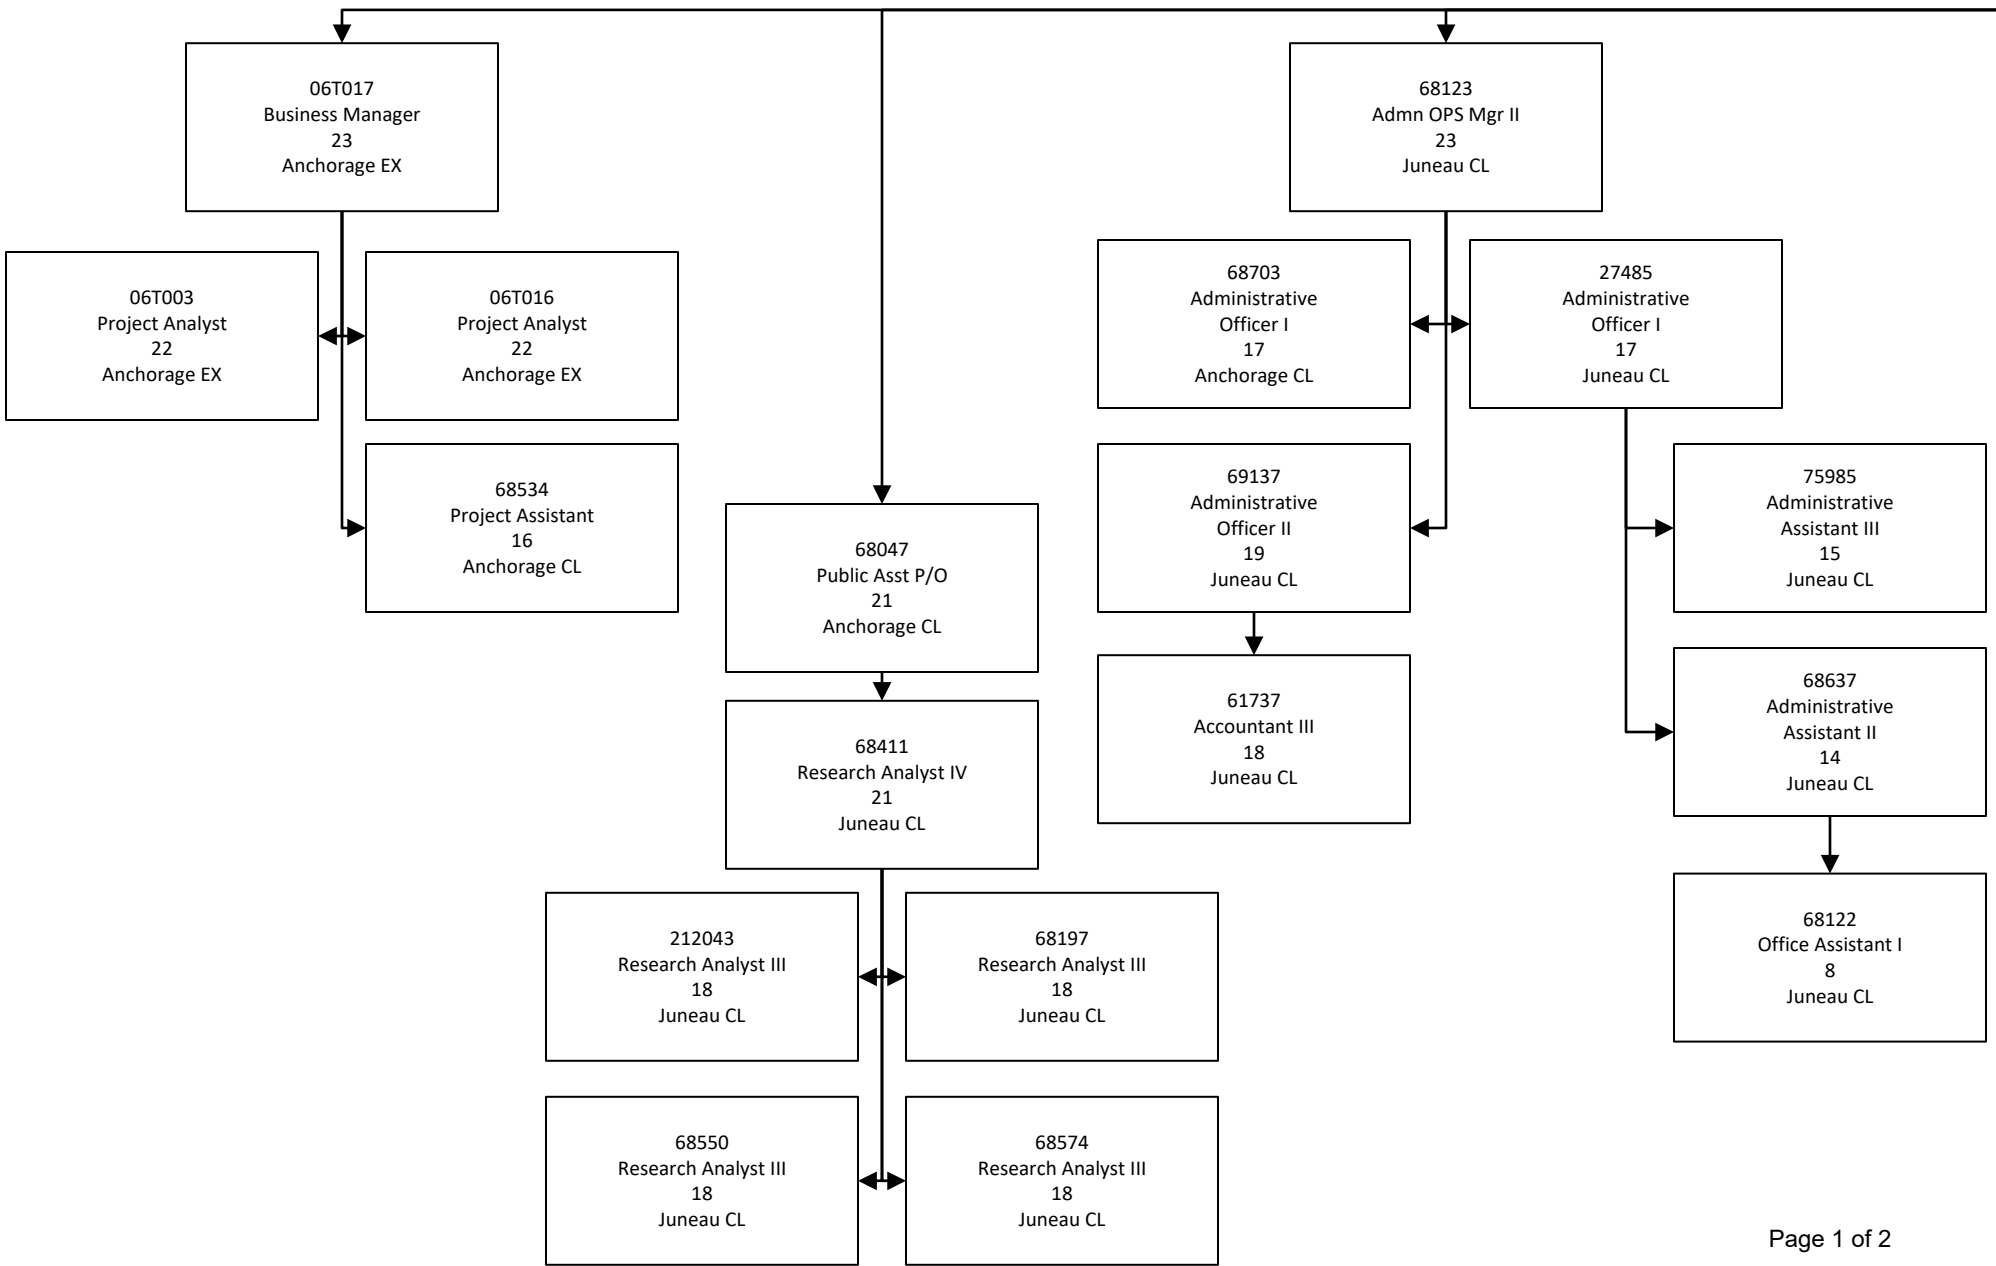 06T017
Business Manager
23
Anchorage EX
06T003
Project Analyst
22
Anchorage EX
06T016
Project Analyst
22
Anchorage EX
68534
Project Assistant
16
Anchorage CL
68047
Public Asst P/O
21
Anchorage CL
68411
Research Analyst IV
21
Juneau CL
212043
Research Analyst III
18
Juneau CL
68197
Research Analyst III
18
Juneau CL
68550
Research Analyst III
18
Juneau CL
68574
Research Analyst III
18
Juneau CL
68123
Admn OPS Mgr II
23
Juneau CL
68703
Administrative
Officer I
17
Anchorage CL
27485
Administrative
Officer I
17
Juneau CL
69137
Administrative
Officer II
19
Juneau CL
61737
Accountant III
18
Juneau CL
75985
Administrative
Assistant III
15
Juneau CL
68637
Administrative
Assistant II
14
Juneau CL
68122
Office Assistant I
8
Juneau CL
Page 1 of 2